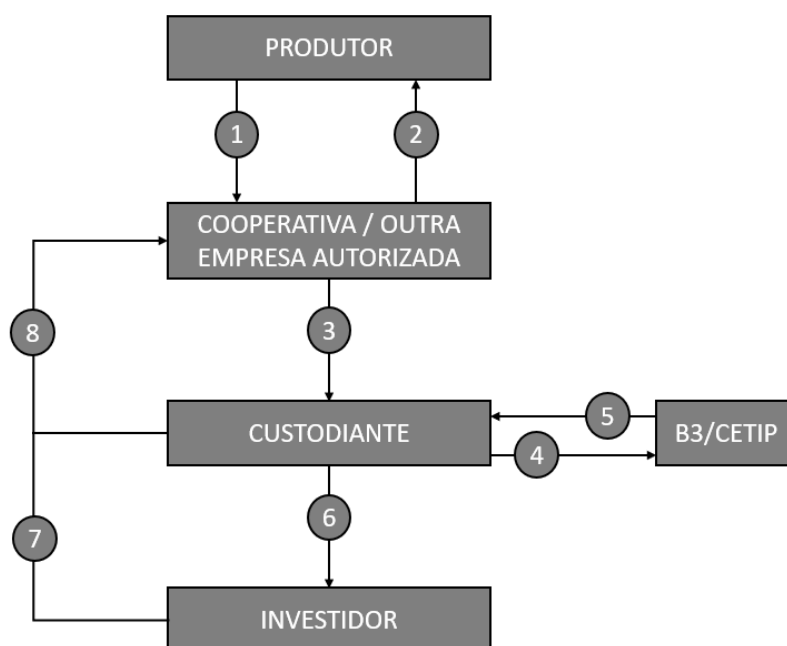 PRODUTOR
1
2
COOPERATIVA / OUTRA
EMPRESA AUTORIZADA
8
3
CUSTODIANTE
5
B3/CETIP
4
6
7
INVESTIDOR